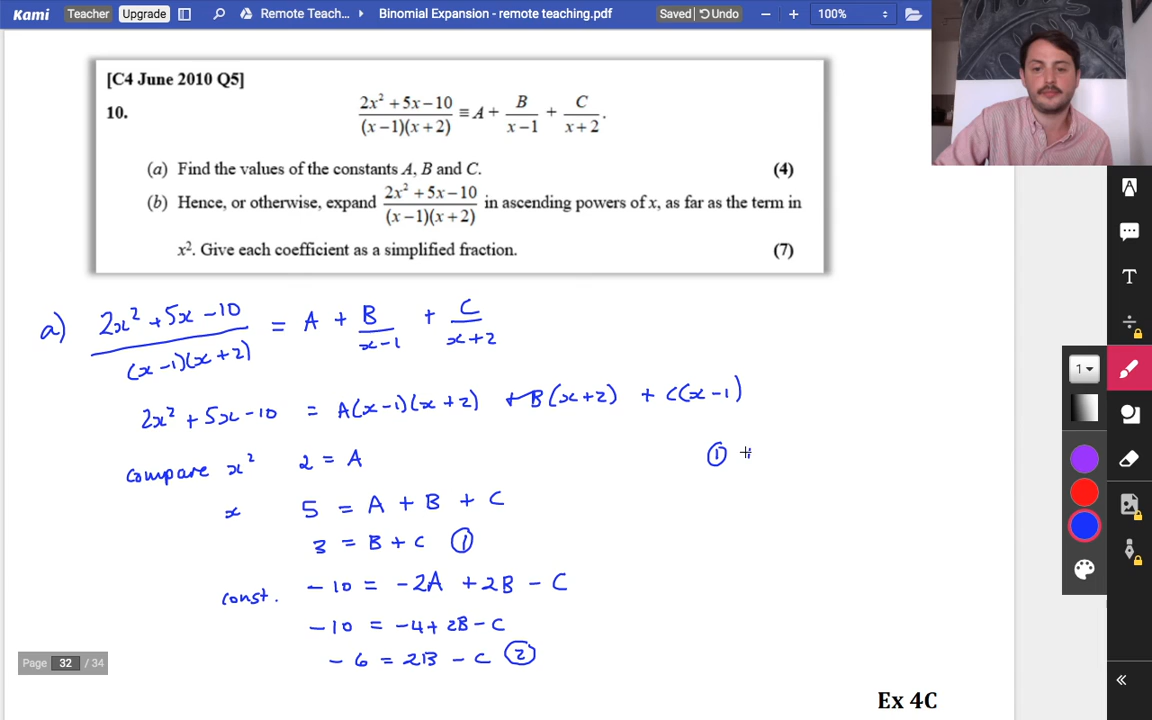 Kami Teacher Upgrade Remote Teach... Binomial Expansion - remote teaching.pdf Saved Undo − + 100%
[C4 June 2010 Q5]
10. (2x² + 5x − 10)/((x − 1)(x + 2)) ≡ A + B/(x − 1) + C/(x + 2).
(a) Find the values of the constants A, B and C. (4)
(b) Hence, or otherwise, expand (2x² + 5x − 10)/((x − 1)(x + 2)) in ascending powers of x, as far as the term in
x². Give each coefficient as a simplified fraction. (7)
a) (2x² + 5x − 10)/((x − 1)(x + 2)) = A + B/(x − 1) + C/(x + 2)
2x² + 5x − 10 = A(x − 1)(x + 2) + B(x + 2) + C(x − 1)
compare x² 2 = A
① +
x 5 = A + B + C
3 = B + C ①
const. − 10 = −2A + 2B − C
−10 = −4 + 2B − C
− 6 = 2B − C ②
Page 32 / 34
Ex 4C
1
T